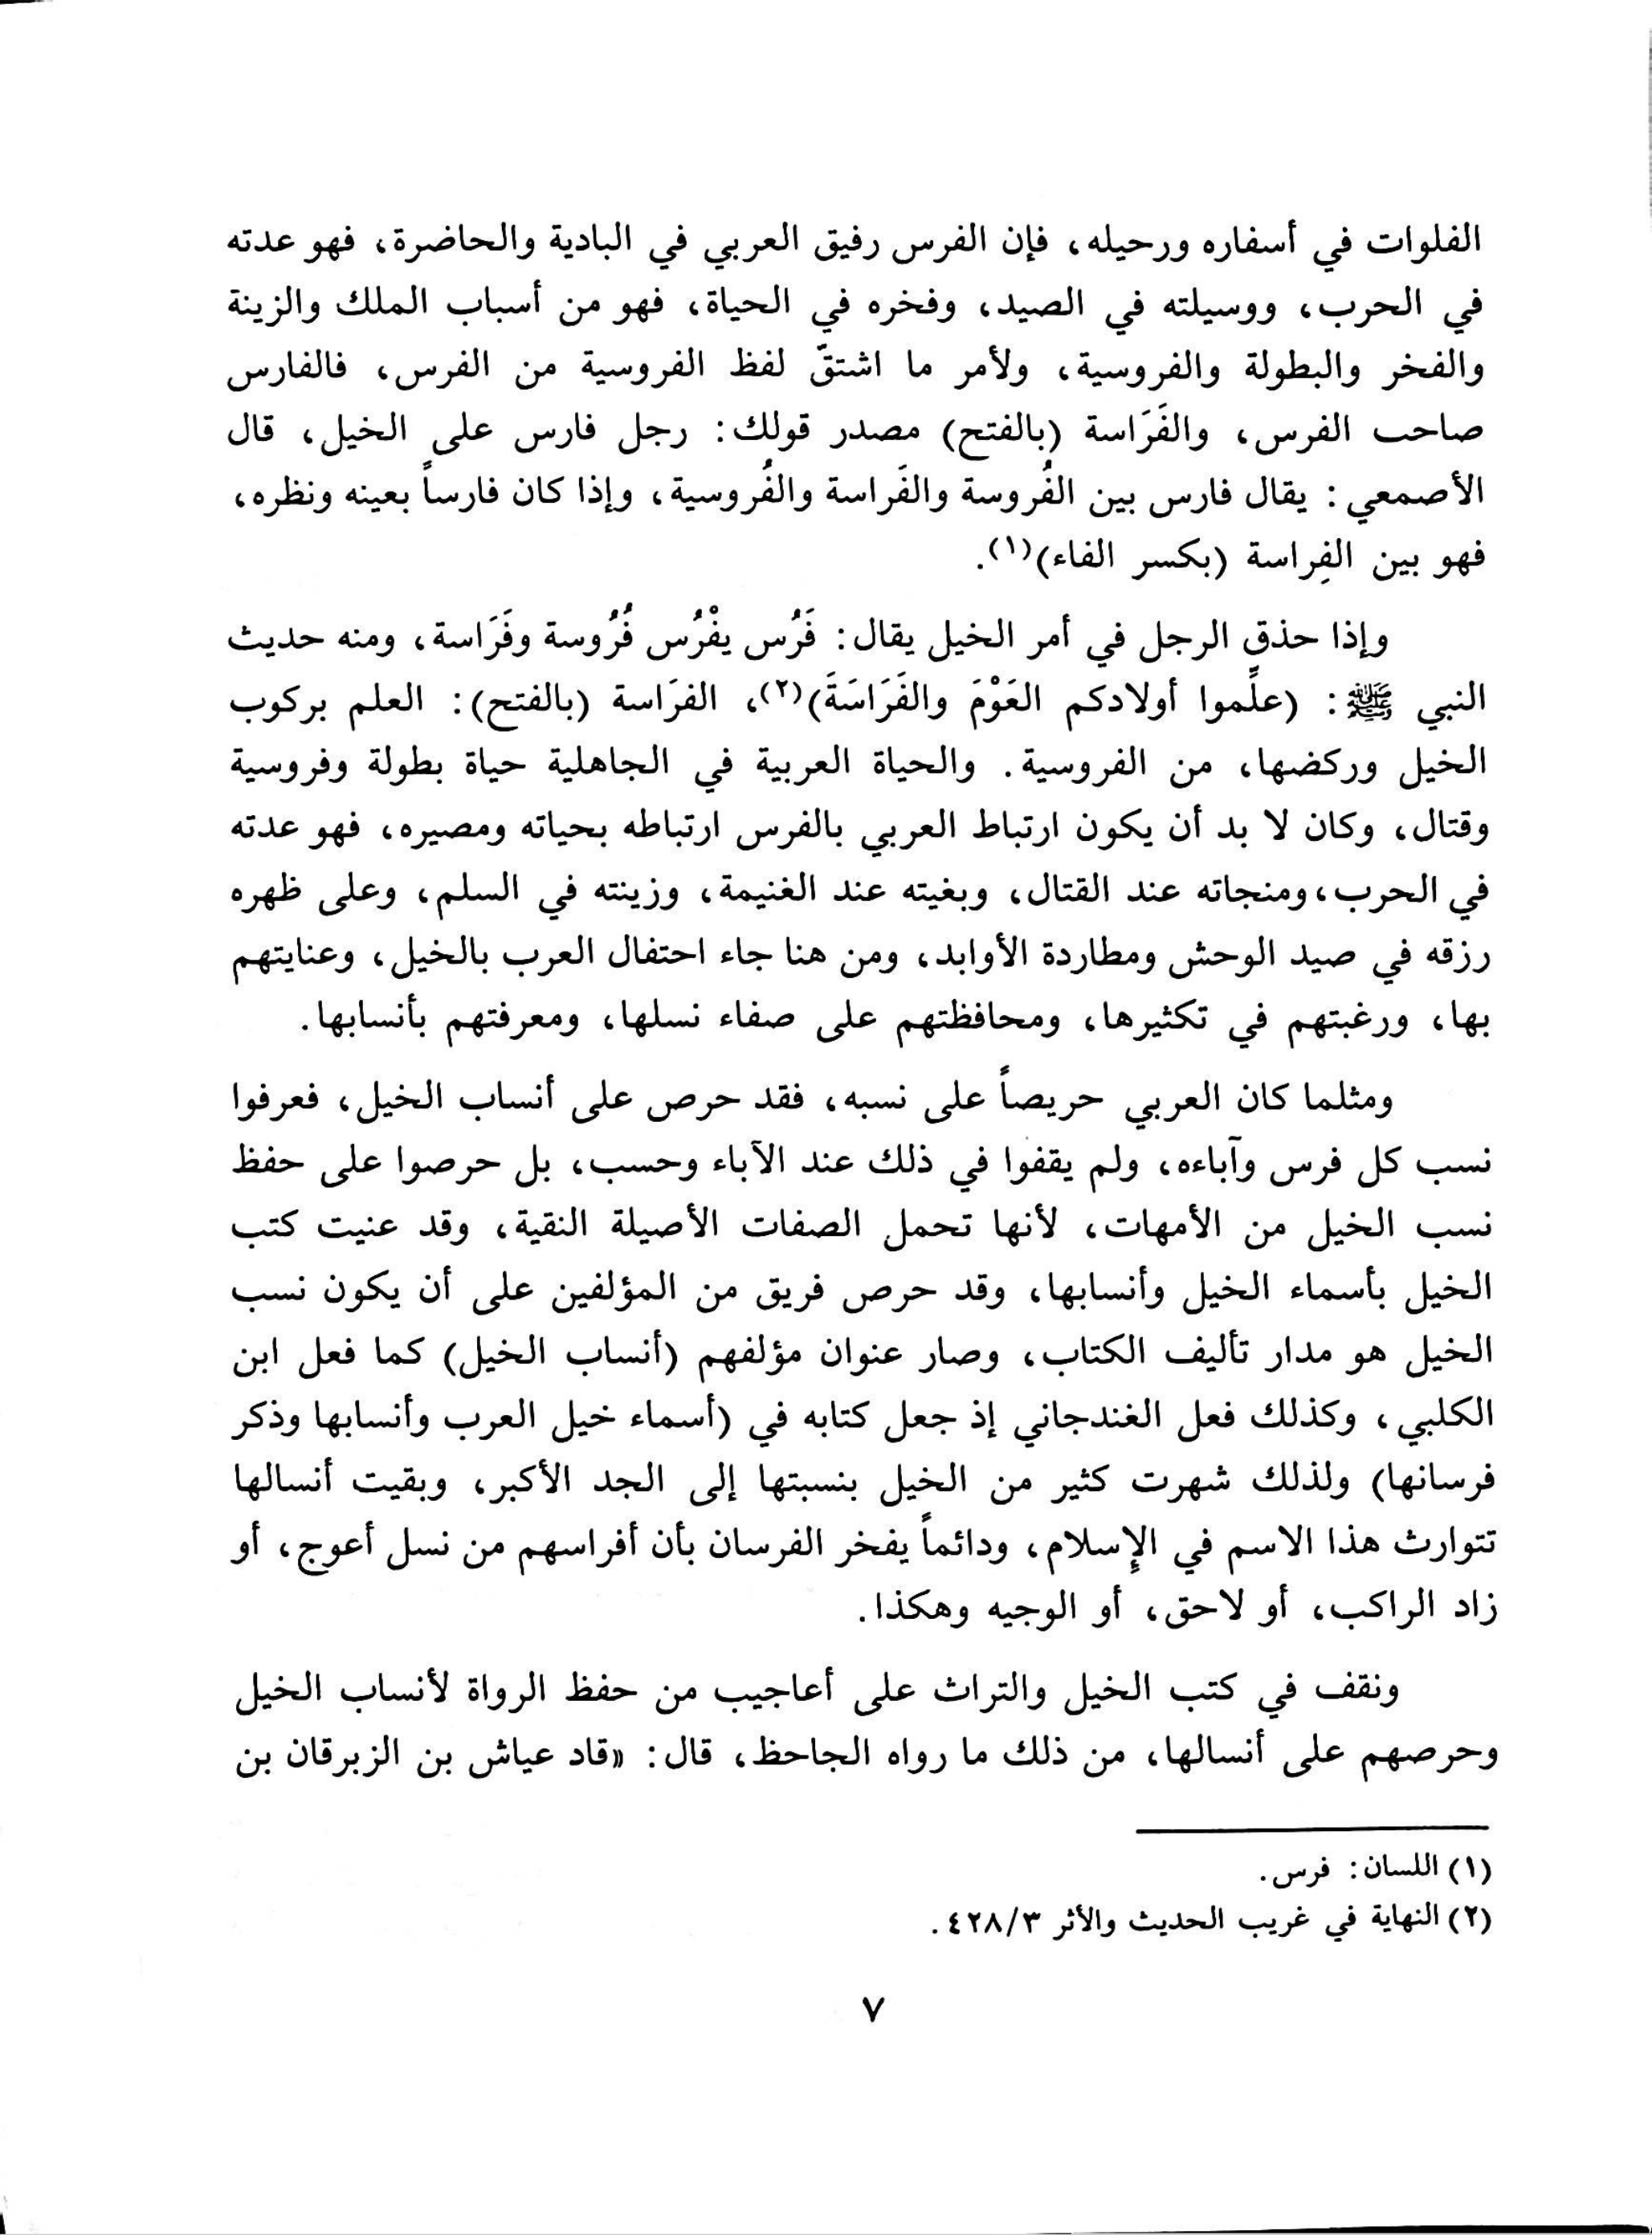 الفلوات في أسفاره ورحيله، فإن الفرس رفيق العربي في البادية والحاضرة، فهو عدته
في الحرب، ووسيلته في الصيد، وفخره في الحياة، فهو من أسباب الملك والزينة
والفخر والبطولة والفروسية، ولأمر ما اشتقّ لفظ الفروسية من الفرس، فالفارس
صاحب الفرس، والفَرَاسة (بالفتح) مصدر قولك: رجل فارس على الخيل، قال
الأصمعي: يقال فارس بين الفُروسة والفَراسة والفُروسية، وإذا كان فارساً بعينه ونظره،
فهو بين الفِراسة (بكسر الفاء)(١).
وإذا حذق الرجل في أمر الخيل يقال: فَرُس يفْرُس فُرُوسة وفَرَاسة، ومنه حديث
النبي ﷺ: (علِّموا أولادكم العَوْمَ والفَرَاسَةَ)(٢)، الفرَاسة (بالفتح): العلم بركوب
الخيل وركضها، من الفروسية. والحياة العربية في الجاهلية حياة بطولة وفروسية
وقتال، وكان لا بد أن يكون ارتباط العربي بالفرس ارتباطه بحياته ومصيره، فهو عدته
في الحرب، ومنجاته عند القتال، وبغيته عند الغنيمة، وزينته في السلم، وعلى ظهره
رزقه في صيد الوحش ومطاردة الأوابد، ومن هنا جاء احتفال العرب بالخيل، وعنايتهم
بها، ورغبتهم في تكثيرها، ومحافظتهم على صفاء نسلها، ومعرفتهم بأنسابها.
ومثلما كان العربي حريصاً على نسبه، فقد حرص على أنساب الخيل، فعرفوا
نسب كل فرس وآباءه، ولم يقفوا في ذلك عند الآباء وحسب، بل حرصوا على حفظ
نسب الخيل من الأمهات، لأنها تحمل الصفات الأصيلة النقية، وقد عنيت كتب
الخيل بأسماء الخيل وأنسابها، وقد حرص فريق من المؤلفين على أن يكون نسب
الخيل هو مدار تأليف الكتاب، وصار عنوان مؤلفهم (أنساب الخيل) كما فعل ابن
الكلبي، وكذلك فعل الغندجاني إذ جعل كتابه في (أسماء خيل العرب وأنسابها وذكر
فرسانها) ولذلك شهرت كثير من الخيل بنسبتها إلى الجد الأكبر، وبقيت أنسالها
تتوارث هذا الاسم في الإسلام، ودائماً يفخر الفرسان بأن أفراسهم من نسل أعوج، أو
زاد الراكب، أو لاحق، أو الوجيه وهكذا.
ونقف في كتب الخيل والتراث على أعاجيب من حفظ الرواة لأنساب الخيل
وحرصهم على أنسالها، من ذلك ما رواه الجاحظ، قال: «قاد عياش بن الزبرقان بن
(١) اللسان: فرس.
(٢) النهاية في غريب الحديث والأثر ٤٢٨/٣.
٧